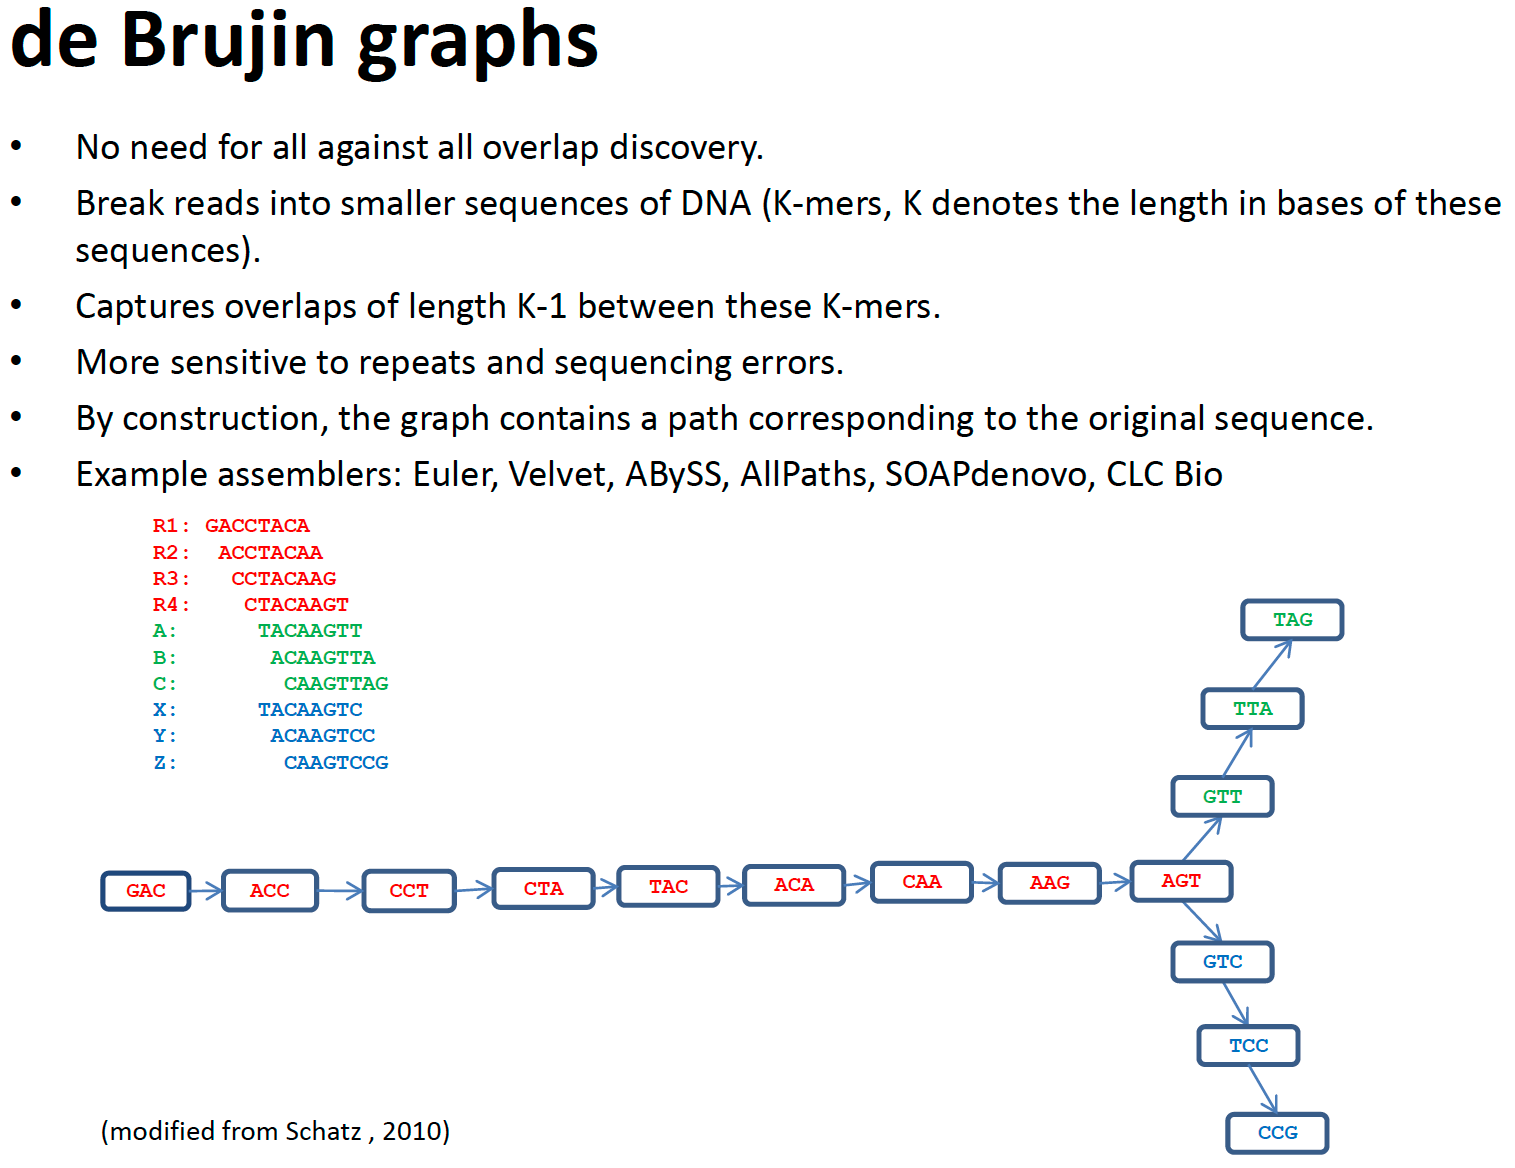 de Brujin graphs
• No need for all against all overlap discovery.
• Break reads into smaller sequences of DNA (K-mers, K denotes the length in bases of these
sequences).
• Captures overlaps of length K-1 between these K-mers.
• More sensitive to repeats and sequencing errors.
• By construction, the graph contains a path corresponding to the original sequence.
• Example assemblers: Euler, Velvet, ABySS, AllPaths, SOAPdenovo, CLC Bio
R1: GACCTACA
R2: ACCTACAA
R3: CCTACAAG
R4: CTACAAGT
A: TACAAGTT
B: ACAAGTTA
C: CAAGTTAG
X: TACAAGTC
Y: ACAAGTCC
Z: CAAGTCCG
TAG
TTA
GTT
GAC ACC CCT CTA TAC ACA CAA AAG AGT
GTC
TCC
CCG
(modified from Schatz , 2010)